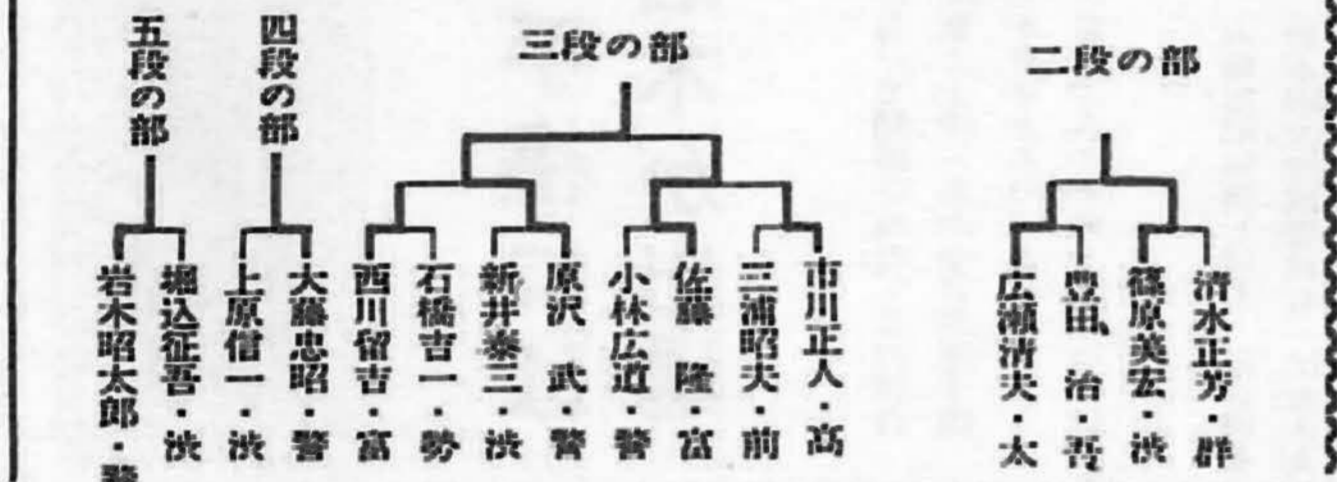 二段の部
清水正芳・群
篠原美宏・渋
豊田 治・吾
広瀬清夫・太
三段の部
市川正人・高
三浦昭夫・前
佐藤 隆・富
小林広道・警
原沢 武・警
新井泰三・渋
石橋吉一・勢
西川留吉・富
四段の部
大藤忠昭・警
上原信一・渋
五段の部
堀込征吾・渋
岩木昭太郎・警